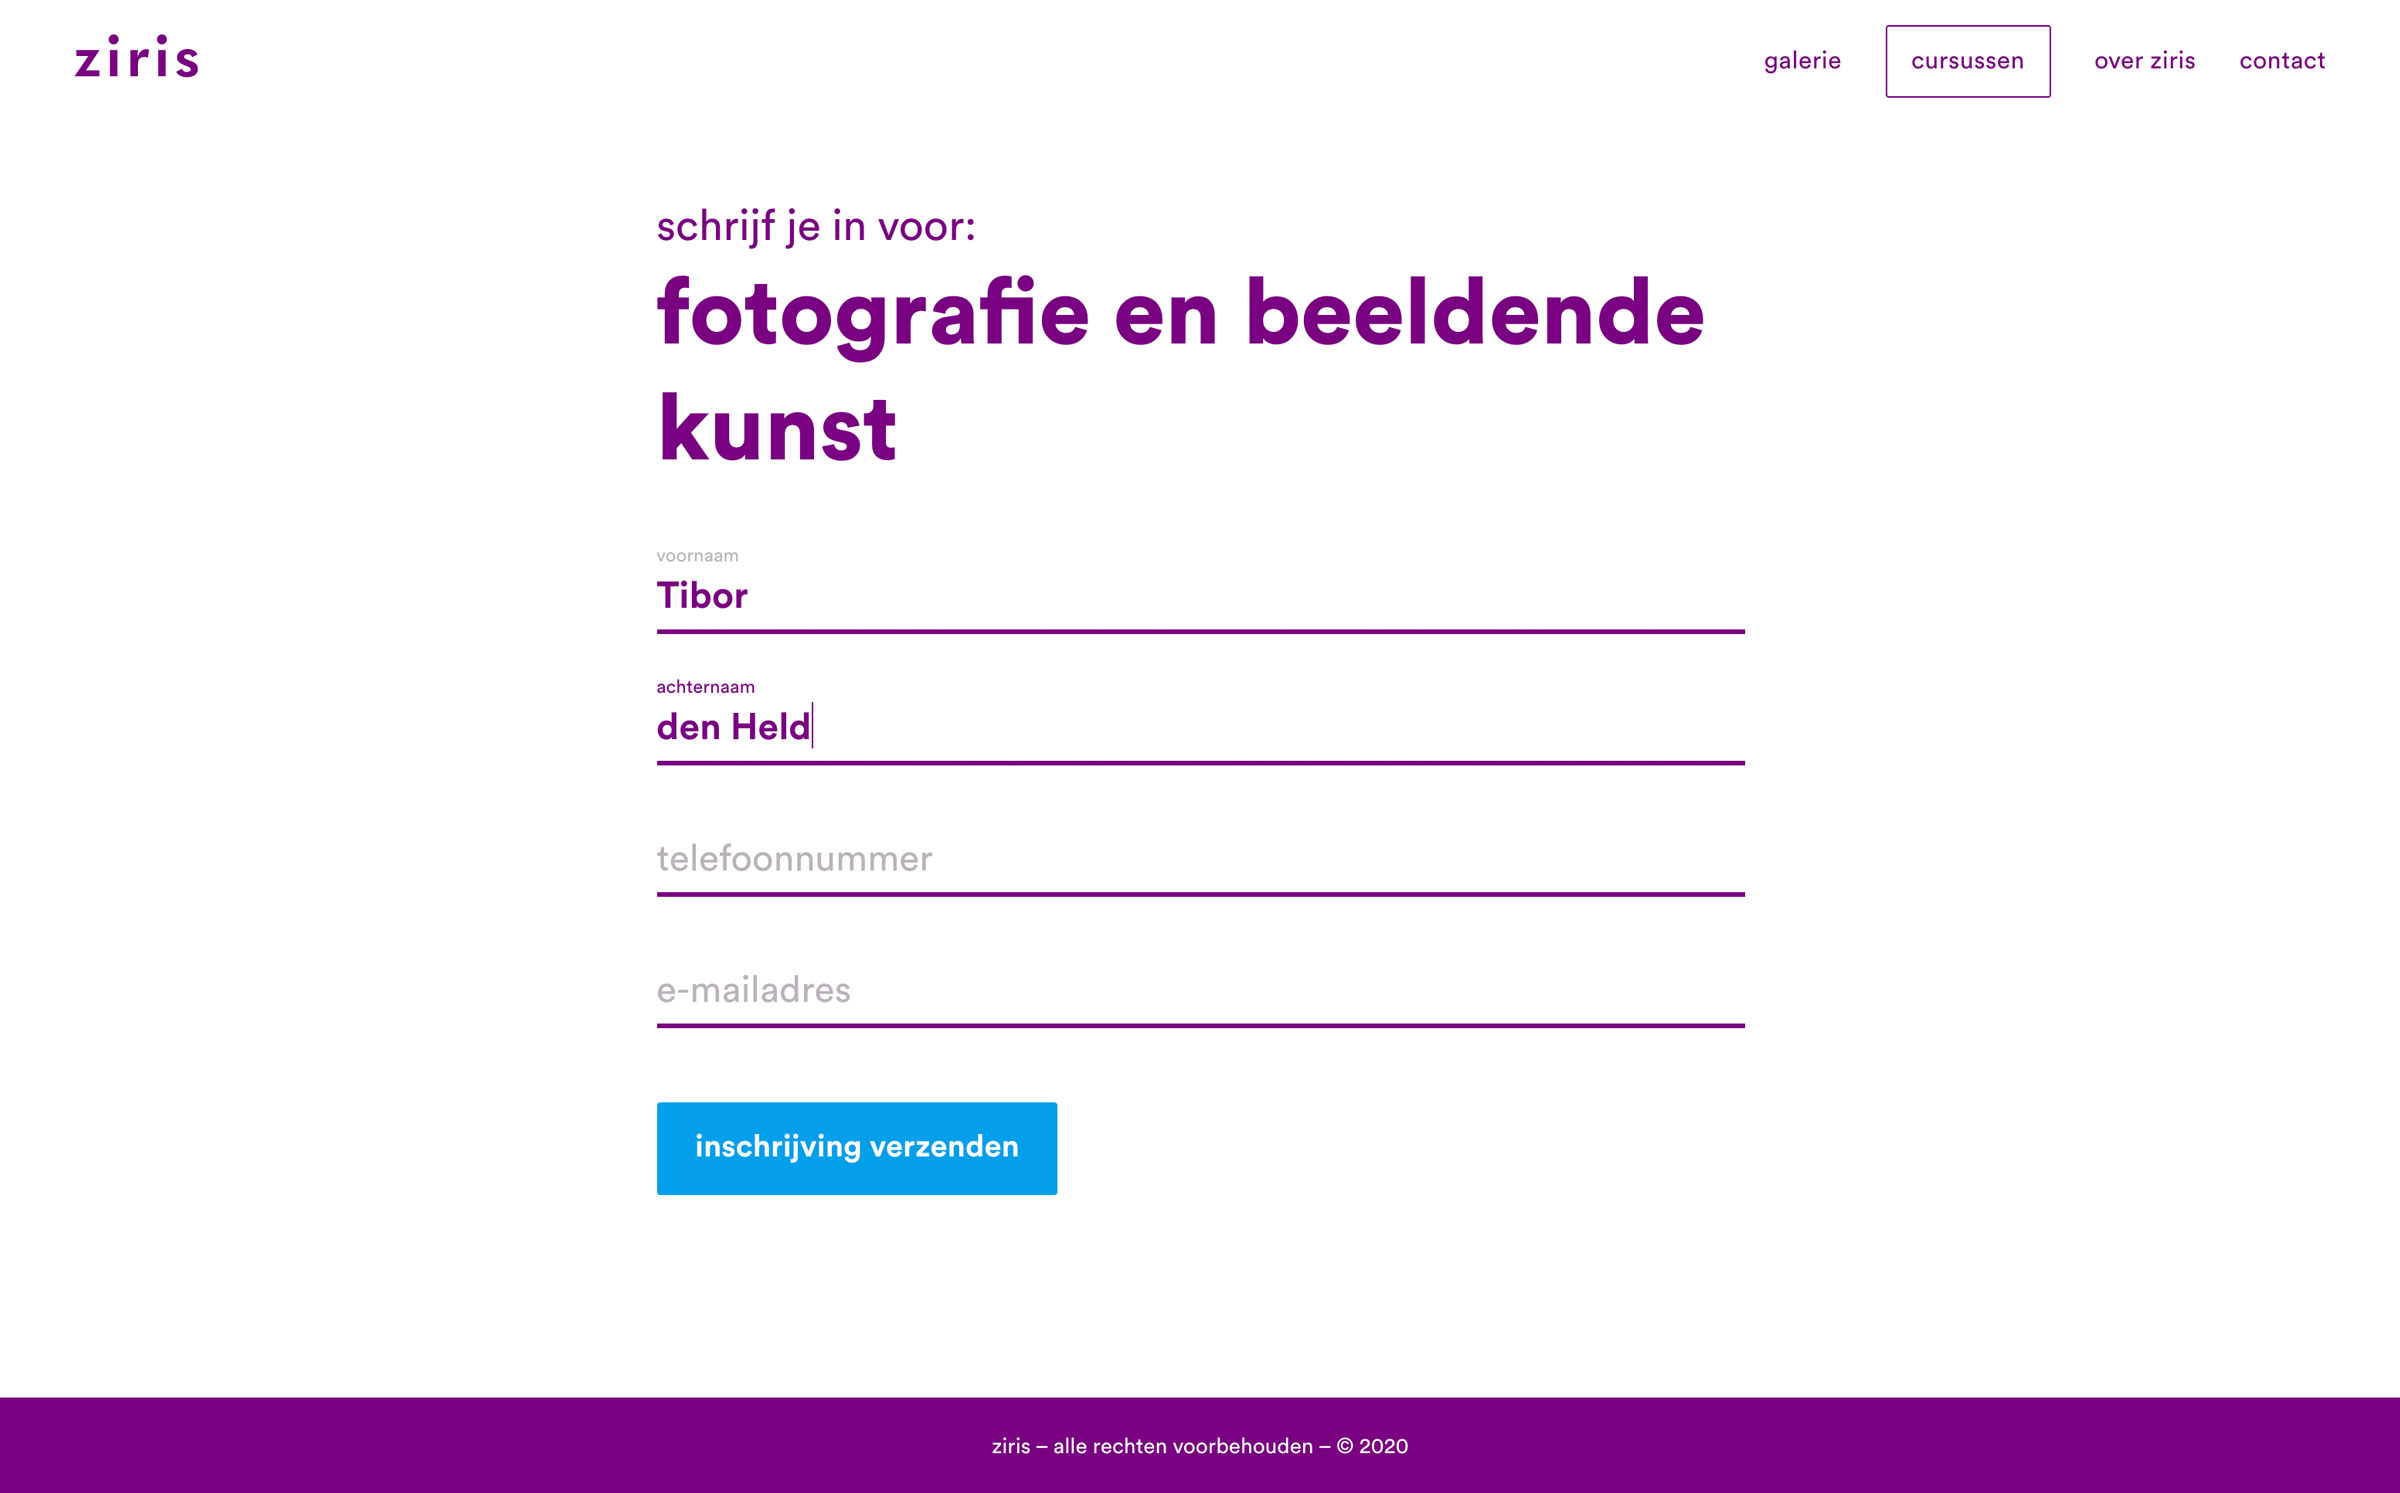 ziris
galerie
cursussen
over ziris
contact
schrijf je in voor:
fotografie en beeldende
kunst
voornaam
Tibor
achternaam
den Held
telefoonnummer
e-mailadres
inschrijving verzenden
ziris – alle rechten voorbehouden – © 2020